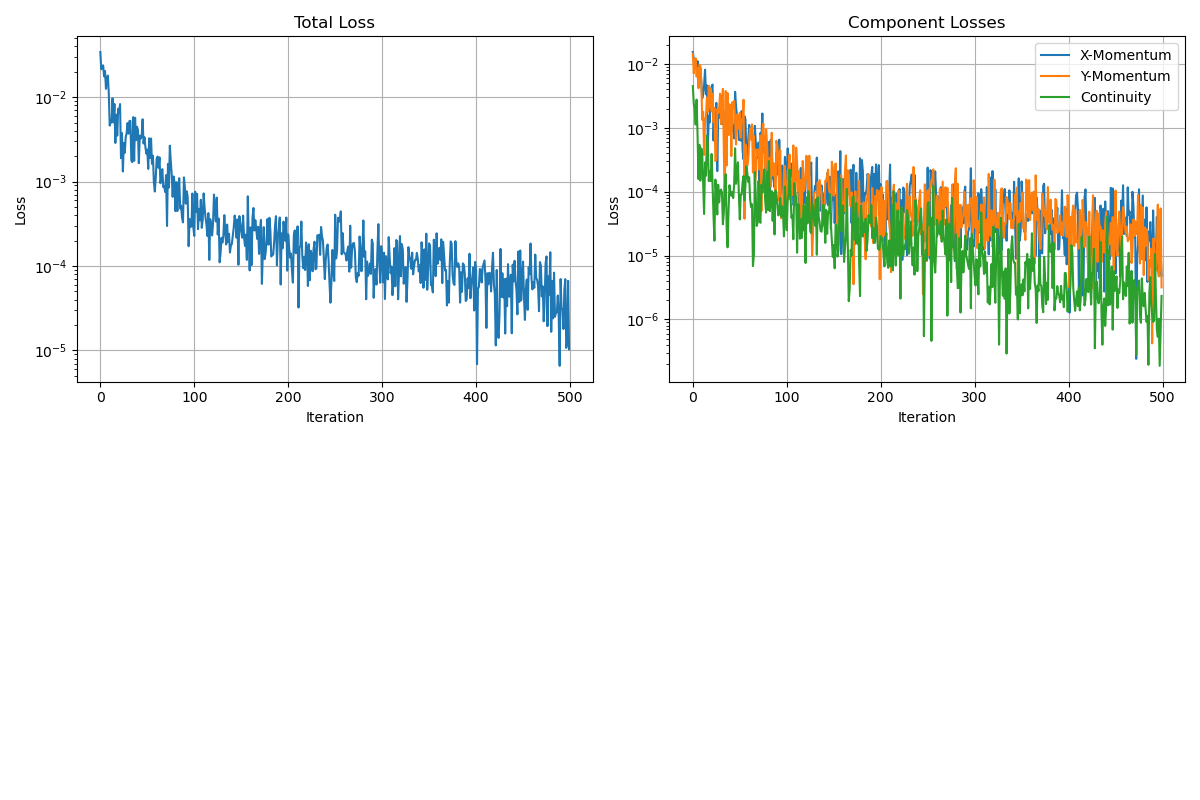 Total Loss
Loss
10^-2
10^-3
10^-4
10^-5
0 100 200 300 400 500
Iteration
Component Losses
Loss
10^-2
10^-3
10^-4
10^-5
10^-6
X-Momentum
Y-Momentum
Continuity
0 100 200 300 400 500
Iteration